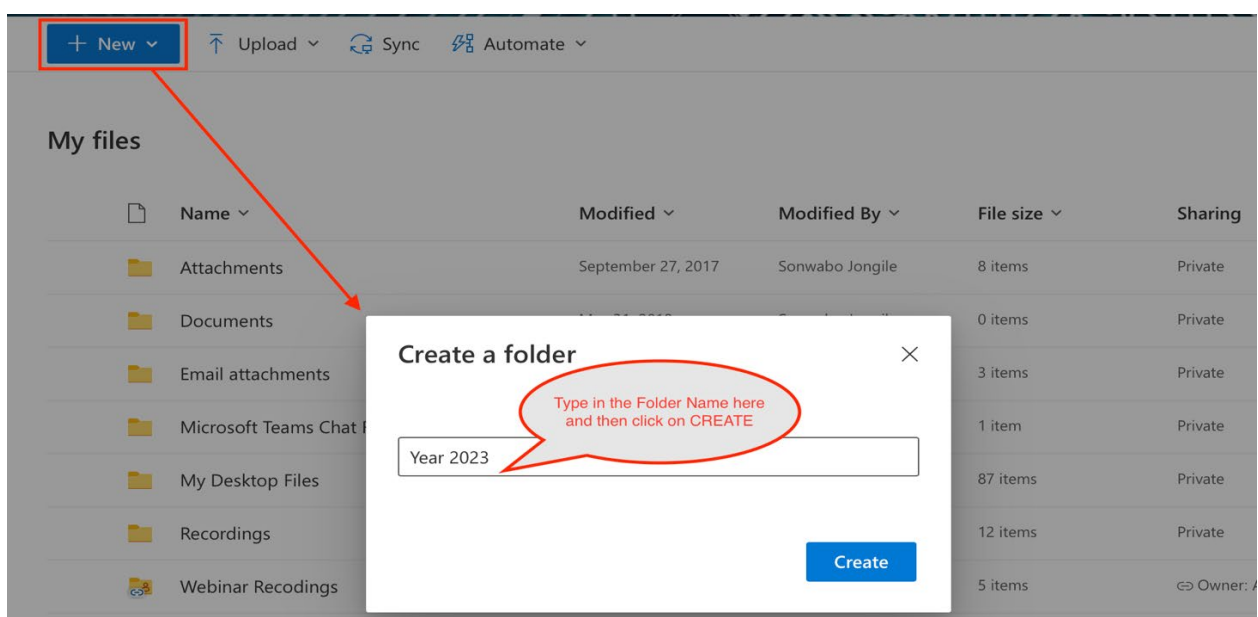 New Upload Sync Automate
My files
Name Modified Modified By File size Sharing
Attachments September 27, 2017 Sonwabo Jongile 8 items Private
Documents 0 items Private
Create a folder
Email attachments 3 items Private
Type in the Folder Name here
and then click on CREATE
Microsoft Teams Chat 1 item Private
Year 2023
My Desktop Files 87 items Private
Recordings 12 items Private
Create
Webinar Recodings 5 items Owner: